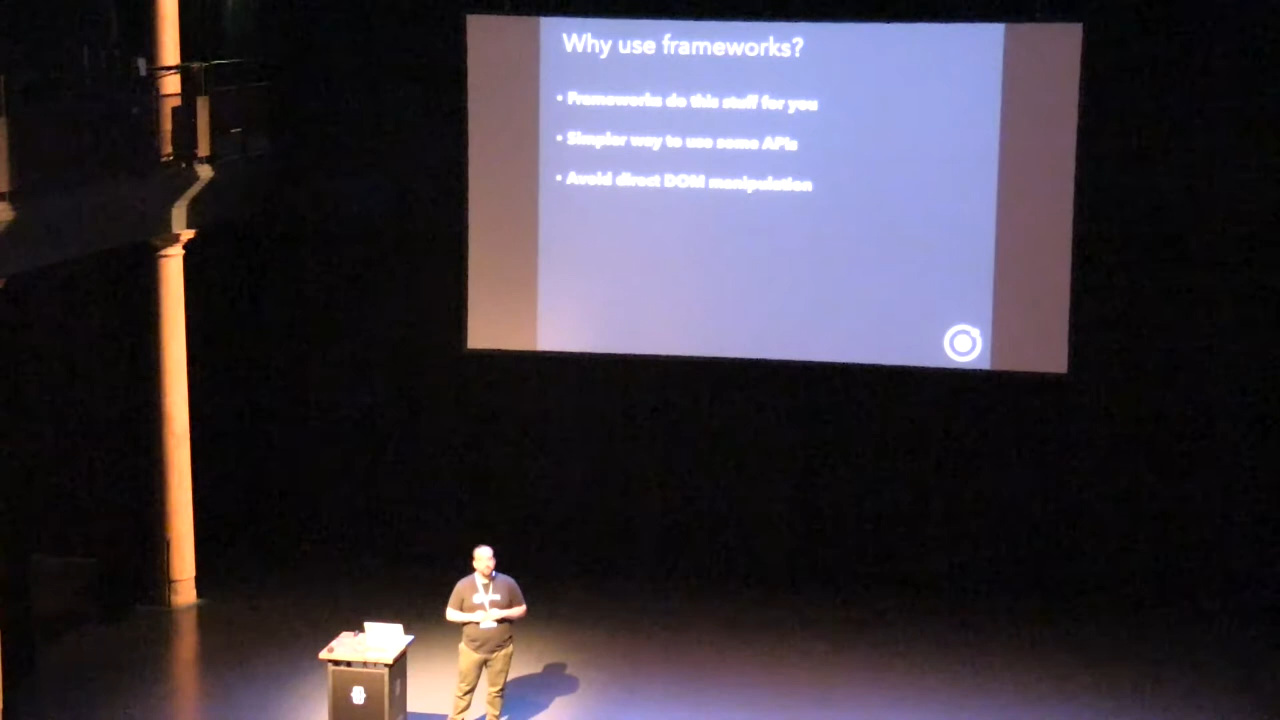 Why use frameworks?
• Frameworks do this stuff for you
• Simpler way to use some APIs
• Avoid direct DOM manipulation